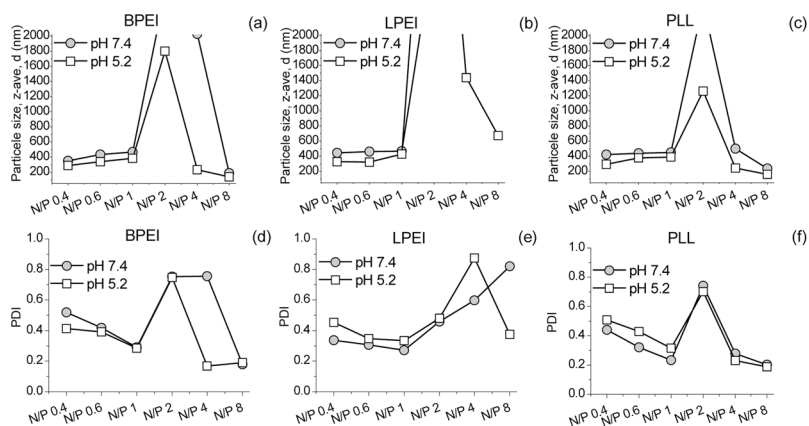 BPEI
(a)
2000
1800
1600
1400
1200
1000
800
600
400
200
Particele size, z-ave, d (nm)
pH 7.4
pH 5.2
N/P 0.4
N/P 0.6
N/P 1
N/P 2
N/P 4
N/P 8
LPEI
(b)
2000
1800
1600
1400
1200
1000
800
600
400
200
Particele size, z-ave, d (nm)
pH 7.4
pH 5.2
N/P 0.4
N/P 0.6
N/P 1
N/P 2
N/P 4
N/P 8
PLL
(c)
2000
1800
1600
1400
1200
1000
800
600
400
200
Particele size, z-ave, d (nm)
pH 7.4
pH 5.2
N/P 0.4
N/P 0.6
N/P 1
N/P 2
N/P 4
N/P 8
BPEI
(d)
1.0
0.8
0.6
0.4
0.2
0.0
PDI
pH 7.4
pH 5.2
N/P 0.4
N/P 0.6
N/P 1
N/P 2
N/P 4
N/P 8
LPEI
(e)
1.0
0.8
0.6
0.4
0.2
0.0
PDI
pH 7.4
pH 5.2
N/P 0.4
N/P 0.6
N/P 1
N/P 2
N/P 4
N/P 8
PLL
(f)
1.0
0.8
0.6
0.4
0.2
0.0
PDI
pH 7.4
pH 5.2
N/P 0.4
N/P 0.6
N/P 1
N/P 2
N/P 4
N/P 8